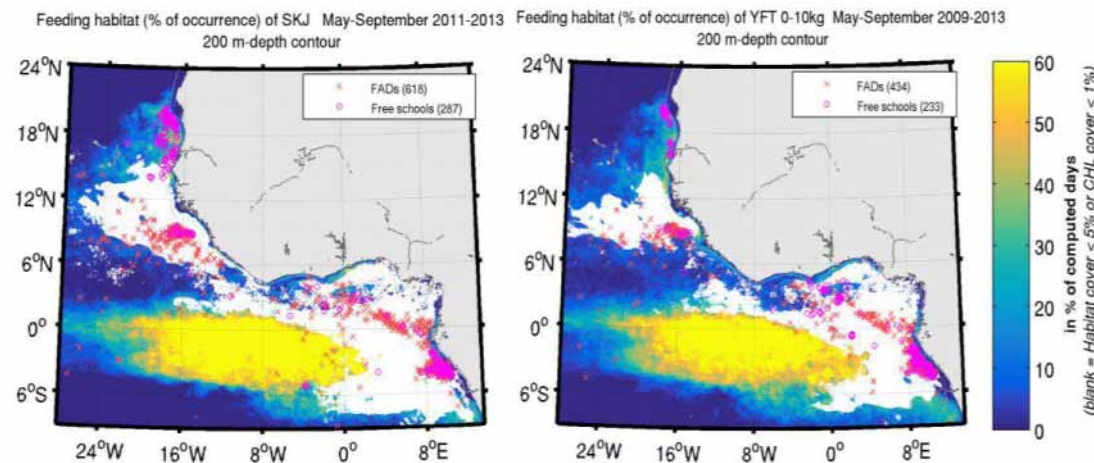 Feeding habitat (% of occurrence) of SKJ May-September 2011-2013
200 m-depth contour
FADs (618)
Free schools (287)
24°N
18°N
12°N
6°N
0°
6°S
24°W
16°W
8°W
0°
8°E
Feeding habitat (% of occurrence) of YFT 0-10kg May-September 2009-2013
200 m-depth contour
FADs (434)
Free schools (233)
24°N
18°N
12°N
6°N
0°
6°S
24°W
16°W
8°W
0°
8°E
60
50
40
30
20
10
0
in % of computed days
(blank = Habitat cover < 5% or CHL cover < 1%)